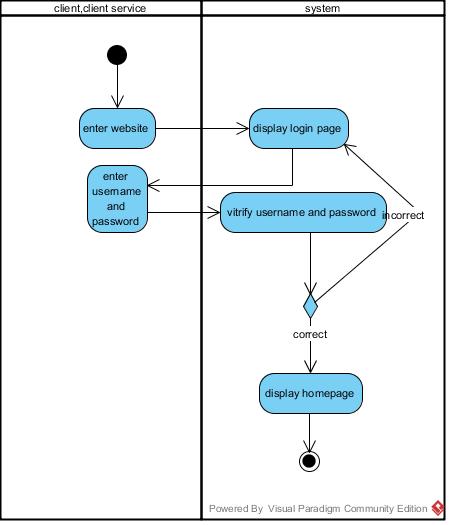 client,client service
system
enter website
display login page
enter
username
and
password
vitrify username and password
incorrect
correct
display homepage
Powered By Visual Paradigm Community Edition